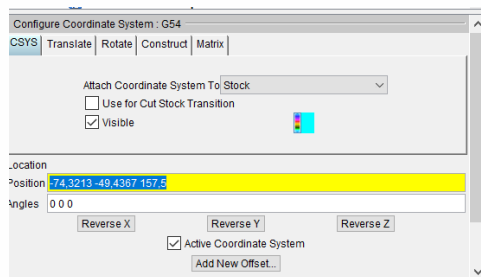 Configure Coordinate System : G54
CSYS Translate Rotate Construct Matrix
Attach Coordinate System To Stock
Use for Cut Stock Transition
Visible
Location
Position -74,3213 -49,4367 157,5
Angles 0 0 0
Reverse X Reverse Y Reverse Z
Active Coordinate System
Add New Offset...